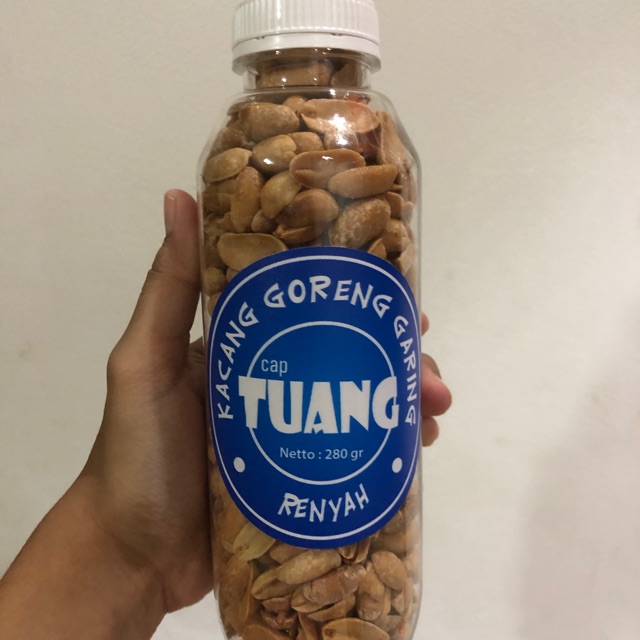 KACANG GORENG GARING
cap
TUANG
Netto : 280 gr
RENYAH